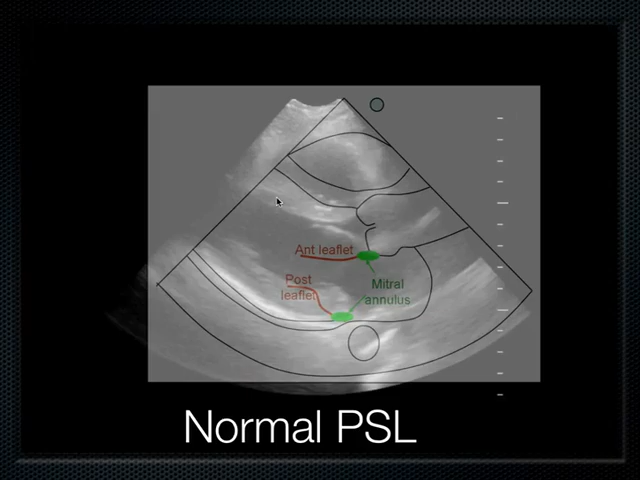 Ant leaflet
Post
leaflet
Mitral
annulus
Normal PSL